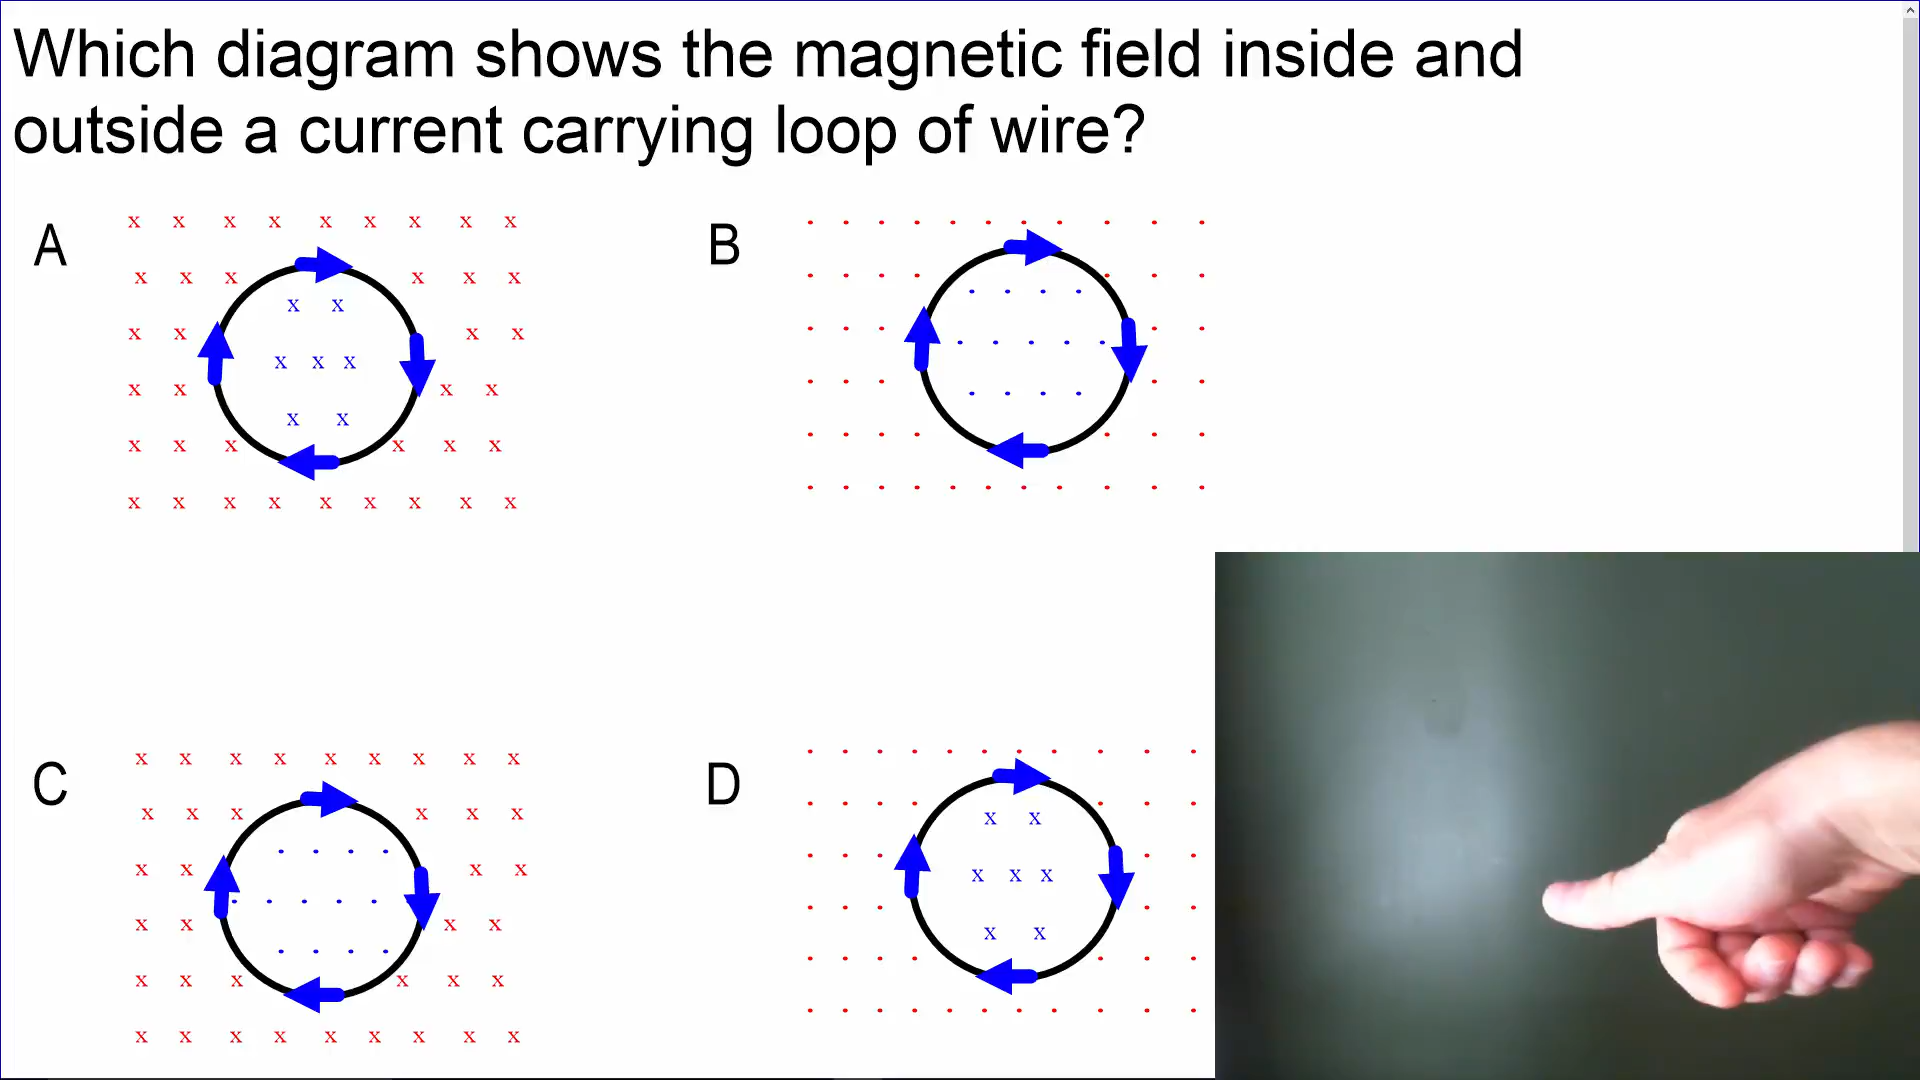 Which diagram shows the magnetic field inside and
outside a current carrying loop of wire?
A
x x x x x x x x x
x x x x x x
x x
x x x x
x x x x
x x x
x x x x
x x
x x x x x x
x x x x x x x x x
B
C
x x x x x x x x x
x x x x x x
x x x x
x x x x
x x x x x x
x x x x x x x x x
D
x x
x x x
x x